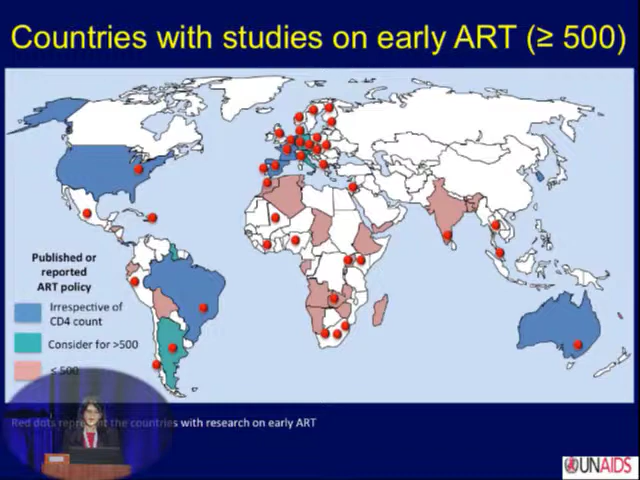 Countries with studies on early ART (≥ 500)
Published or
reported
ART policy
Irrespective of
CD4 count
Consider for >500
≤ 500
Red dots represent the countries with research on early ART
UNAIDS